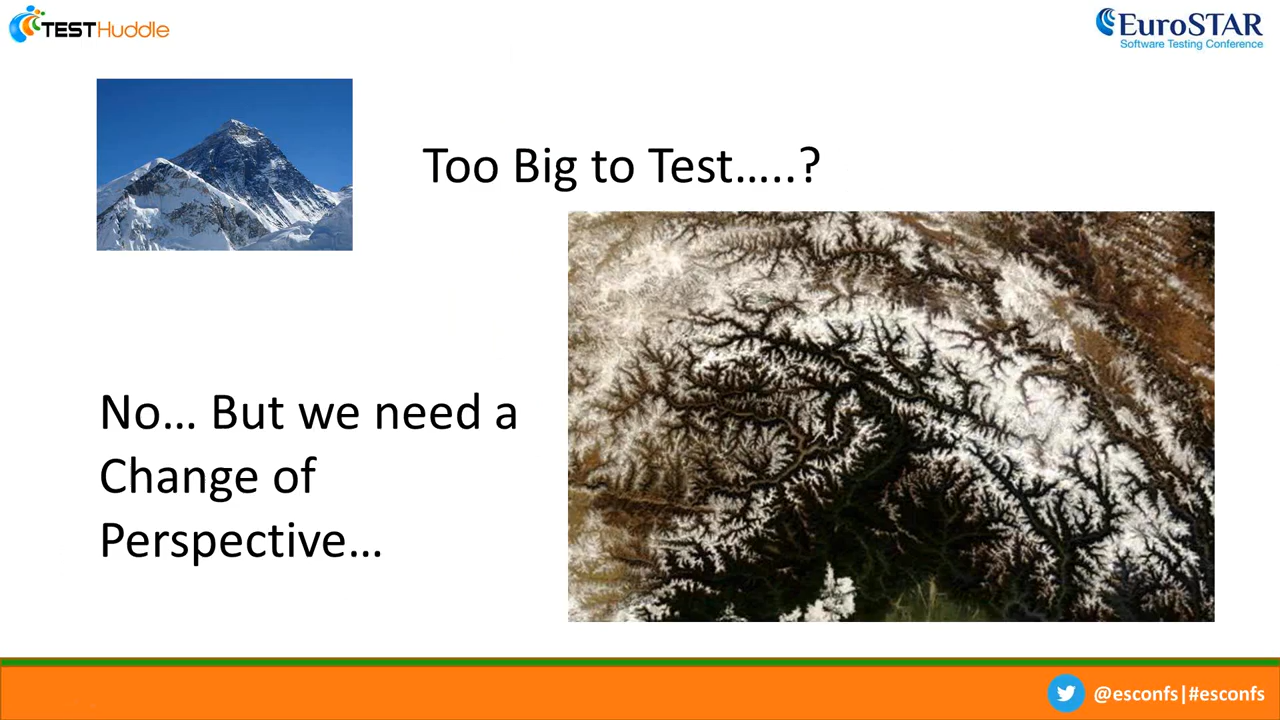 TESTHuddle
EuroSTAR
Software Testing Conference
Too Big to Test.....?
No... But we need a
Change of
Perspective...
@esconfs|#esconfs